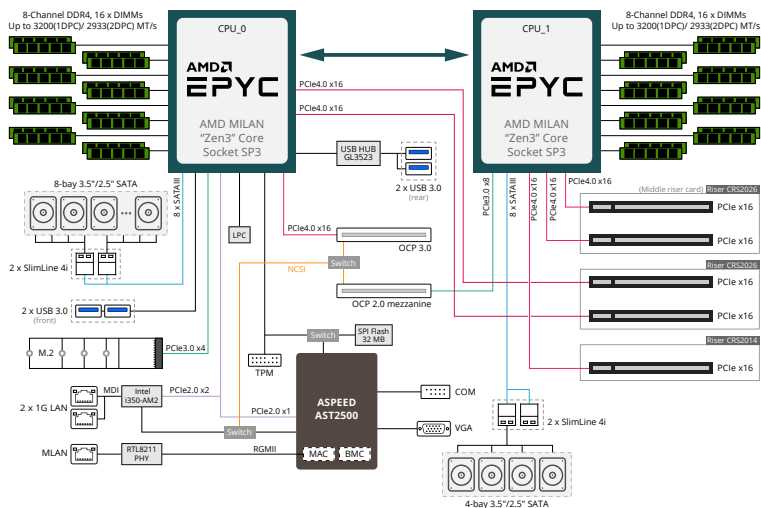 8-Channel DDR4, 16 x DIMMs
Up to 3200(1DPC)/ 2933(2DPC) MT/s
CPU_0
AMD
EPYC
AMD MILAN
“Zen3” Core
Socket SP3
CPU_1
AMD
EPYC
AMD MILAN
“Zen3” Core
Socket SP3
8-Channel DDR4, 16 x DIMMs
Up to 3200(1DPC)/ 2933(2DPC) MT/s
PCIe4.0 x16
PCIe4.0 x16
USB HUB
GL3523
2 x USB 3.0
(rear)
8-bay 3.5"/2.5" SATA
8 x SATAIII
2 x SlimLine 4i
2 x USB 3.0
(front)
M.2
PCIe3.0 x4
LPC
PCIe4.0 x16
OCP 3.0
NCSI
Switch
OCP 2.0 mezzanine
PCIe3.0 x8
8 x SATAIII
PCIe4.0 x16
PCIe4.0 x16
PCIe4.0 x16
(Middle riser card)
Riser CRS2026
PCIe x16
PCIe x16
Riser CRS2026
PCIe x16
PCIe x16
Riser CRS2014
PCIe x16
Switch
SPI Flash
32 MB
TPM
ASPEED
AST2500
MAC
BMC
COM
VGA
2 x 1G LAN
MDI
Intel
i350-AM2
PCIe2.0 x2
PCIe2.0 x1
Switch
MLAN
RTL8211
PHY
RGMII
2 x SlimLine 4i
4-bay 3.5"/2.5" SATA